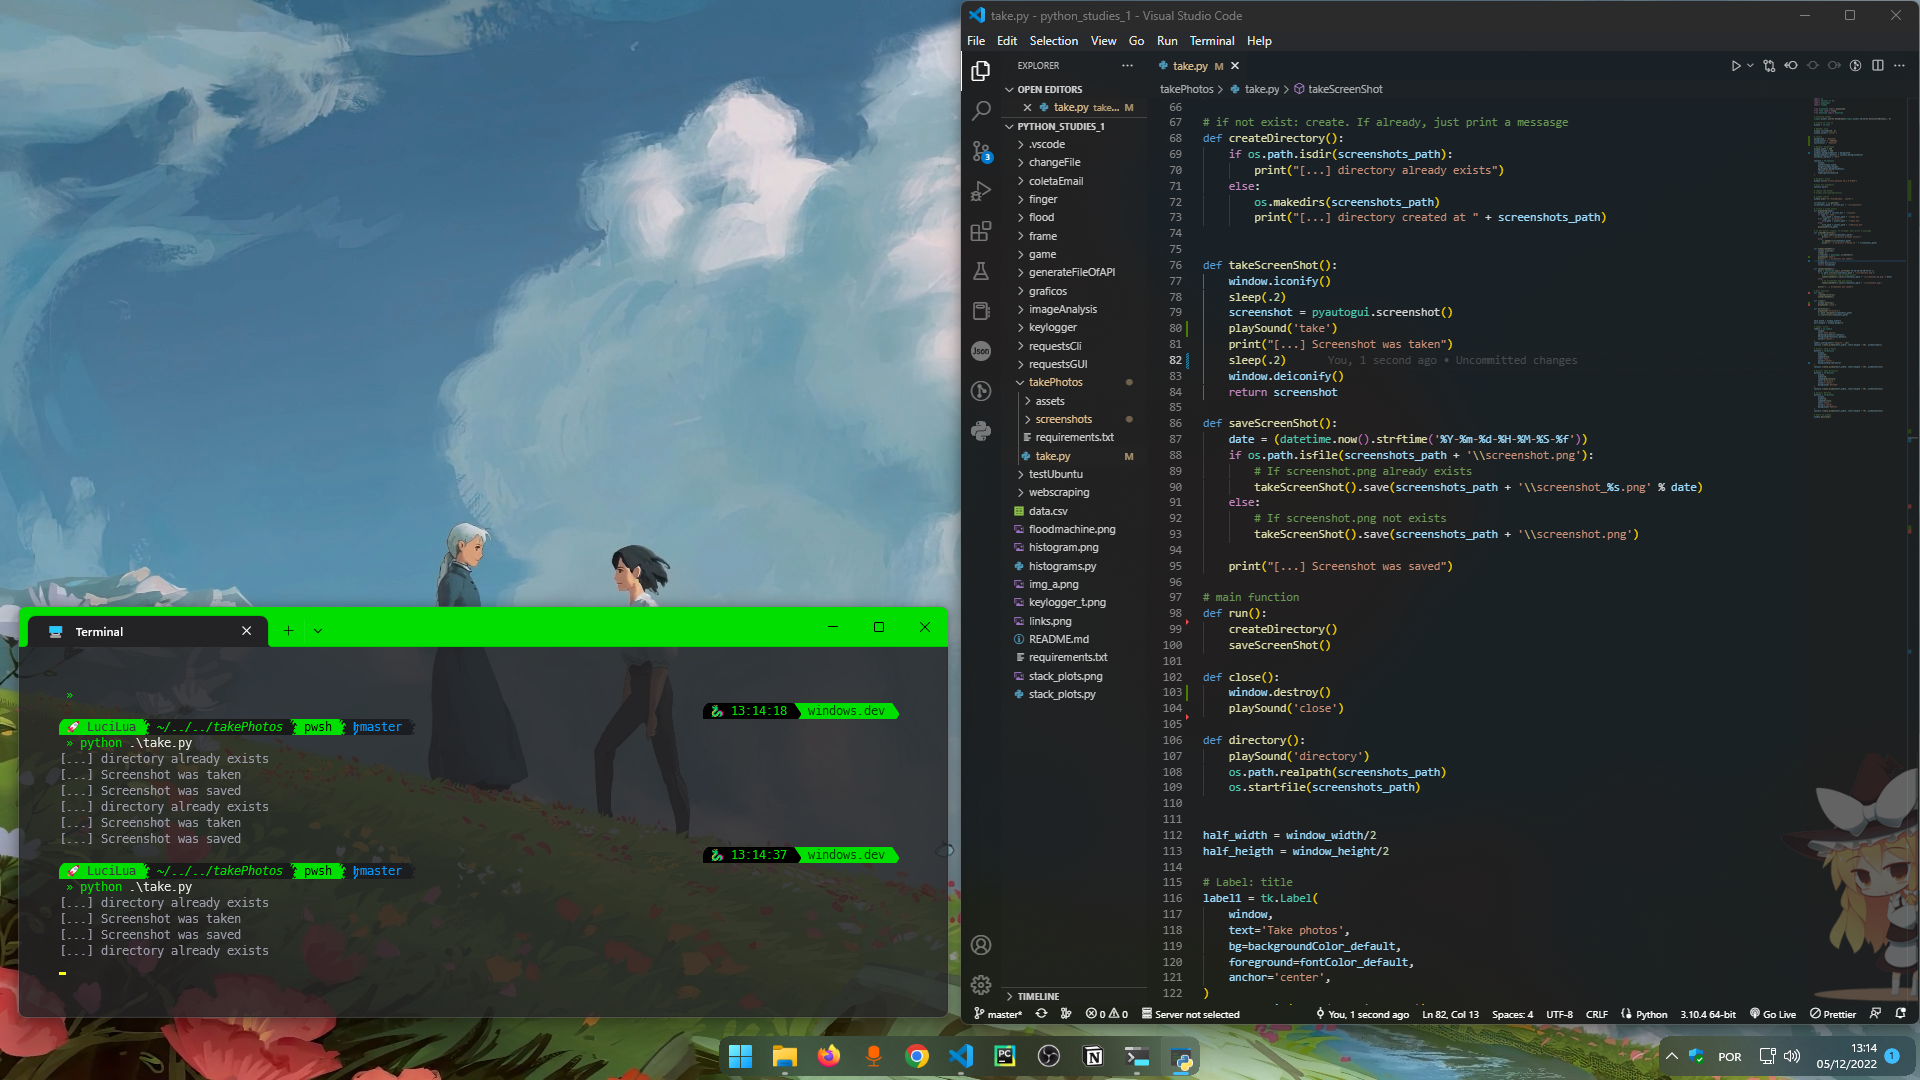 take.py - python_studies_1 - Visual Studio Code
File Edit Selection View Go Run Terminal Help
EXPLORER
OPEN EDITORS
take.py take... M
PYTHON_STUDIES_1
.vscode
changeFile
coletaEmail
finger
flood
frame
game
generateFileOfAPI
graficos
imageAnalysis
keylogger
requestsCli
requestsGUI
takePhotos
assets
screenshots
requirements.txt
take.py M
testUbuntu
webscraping
data.csv
floodmachine.png
histogram.png
histograms.py
img_a.png
keylogger_t.png
links.png
README.md
requirements.txt
stack_plots.png
stack_plots.py
TIMELINE
3
Json
take.py M
takePhotos > take.py > takeScreenShot
66
67 # if not exist: create. If already, just print a messasge
68 def createDirectory():
69 if os.path.isdir(screenshots_path):
70 print("[...] directory already exists")
71 else:
72 os.makedirs(screenshots_path)
73 print("[...] directory created at " + screenshots_path)
74
75
76 def takeScreenShot():
77 window.iconify()
78 sleep(.2)
79 screenshot = pyautogui.screenshot()
80 playSound('take')
81 print("[...] Screenshot was taken")
82 sleep(.2) You, 1 second ago • Uncommitted changes
83 window.deiconify()
84 return screenshot
85
86 def saveScreenShot():
87 date = (datetime.now().strftime('%Y-%m-%d-%H-%M-%S-%f'))
88 if os.path.isfile(screenshots_path + '\\screenshot.png'):
89 # If screenshot.png already exists
90 takeScreenShot().save(screenshots_path + '\\screenshot_%s.png' % date)
91 else:
92 # If screenshot.png not exists
93 takeScreenShot().save(screenshots_path + '\\screenshot.png')
94
95 print("[...] Screenshot was saved")
96
97 # main function
98 def run():
99 createDirectory()
100 saveScreenShot()
101
102 def close():
103 window.destroy()
104 playSound('close')
105
106 def directory():
107 playSound('directory')
108 os.path.realpath(screenshots_path)
109 os.startfile(screenshots_path)
110
111
112 half_width = window_width/2
113 half_heigth = window_height/2
114
115 # Label: title
116 label1 = tk.Label(
117 window,
118 text='Take photos',
119 bg=backgroundColor_default,
120 foreground=fontColor_default,
121 anchor='center',
122 )
master* 0 0 Server not selected You, 1 second ago Ln 82, Col 13 Spaces: 4 UTF-8 CRLF Python 3.10.4 64-bit Go Live Prettier
Terminal
»
13:14:18 windows.dev
LuciLua ~/../../takePhotos pwsh master
» python .\take.py
[...] directory already exists
[...] Screenshot was taken
[...] Screenshot was saved
[...] directory already exists
[...] Screenshot was taken
[...] Screenshot was saved
13:14:37 windows.dev
LuciLua ~/../../takePhotos pwsh master
» python .\take.py
[...] directory already exists
[...] Screenshot was taken
[...] Screenshot was saved
[...] directory already exists
PC
POR
13:14
05/12/2022
1